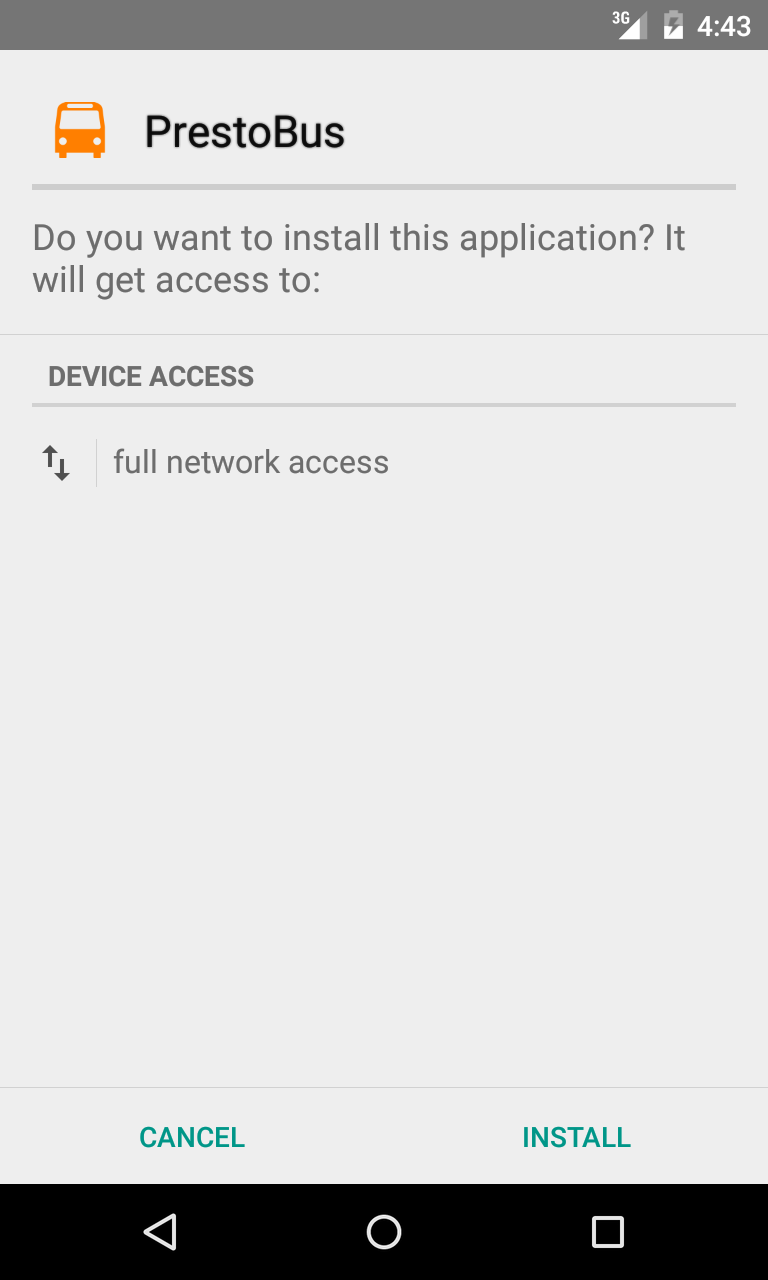 3G 4:43
PrestoBus
Do you want to install this application? It
will get access to:
DEVICE ACCESS
full network access
CANCEL INSTALL